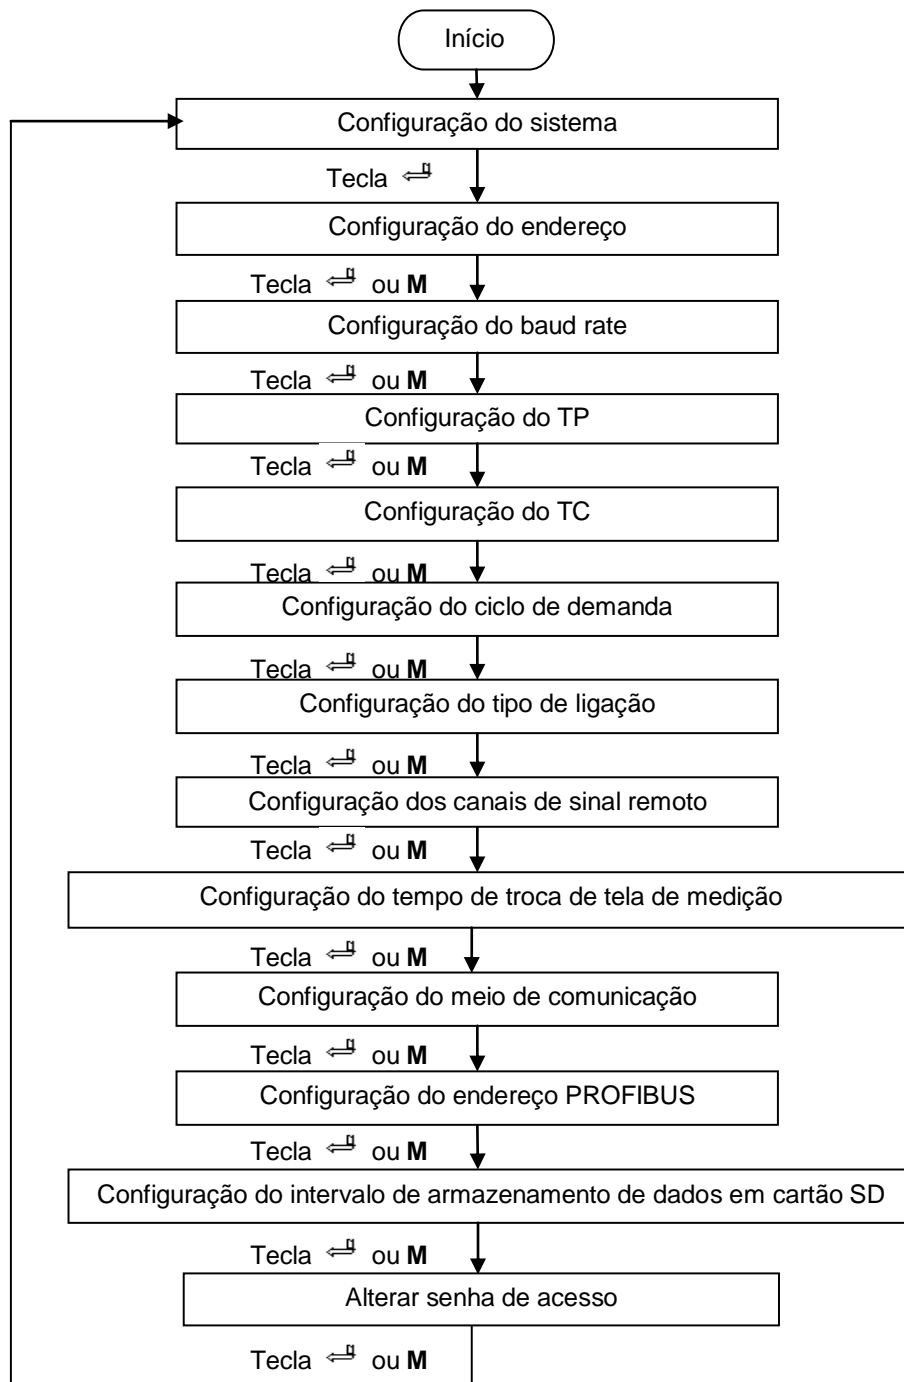 Início
Configuração do sistema
Tecla
Configuração do endereço
Tecla ou M
Configuração do baud rate
Tecla ou M
Configuração do TP
Tecla ou M
Configuração do TC
Tecla ou M
Configuração do ciclo de demanda
Tecla ou M
Configuração do tipo de ligação
Tecla ou M
Configuração dos canais de sinal remoto
Tecla ou M
Configuração do tempo de troca de tela de medição
Tecla ou M
Configuração do meio de comunicação
Tecla ou M
Configuração do endereço PROFIBUS
Tecla ou M
Configuração do intervalo de armazenamento de dados em cartão SD
Tecla ou M
Alterar senha de acesso
Tecla ou M